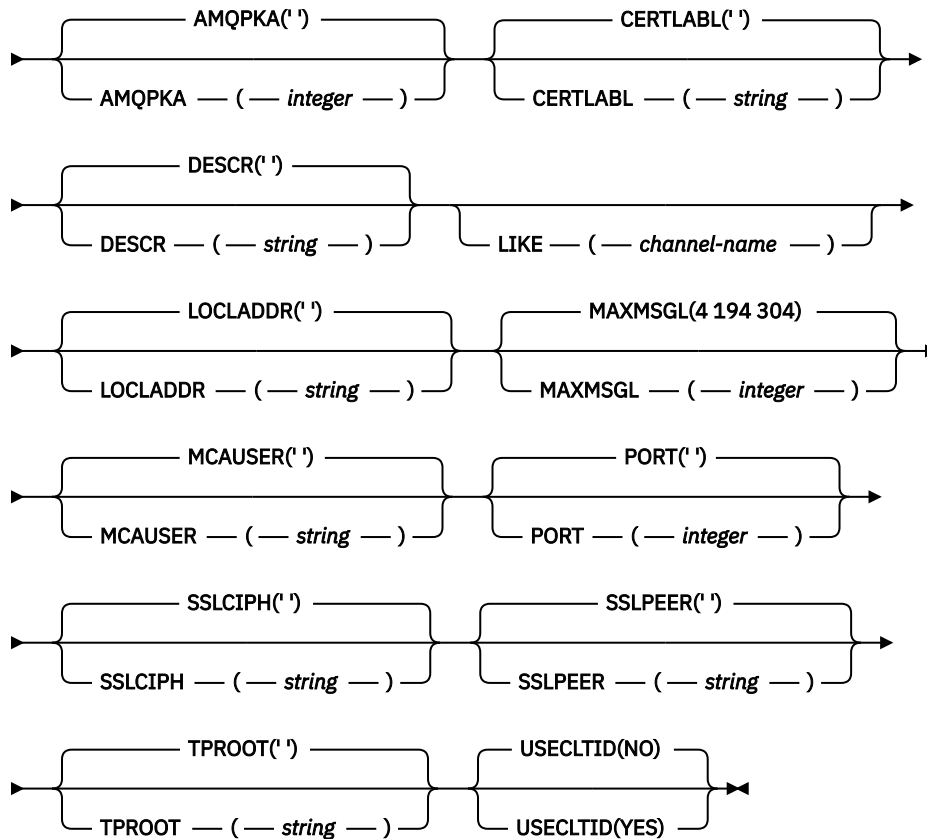 AMQPKA(' ') CERTLABL(' ')
AMQPKA ( integer ) CERTLABL ( string )
DESCR(' ')
DESCR ( string ) LIKE ( channel-name )
LOCLADDR(' ') MAXMSGL(4 194 304)
LOCLADDR ( string ) MAXMSGL ( integer )
MCAUSER(' ') PORT(' ')
MCAUSER ( string ) PORT ( integer )
SSLCIPH(' ') SSLPEER(' ')
SSLCIPH ( string ) SSLPEER ( string )
TPROOT(' ') USECLTID(NO)
TPROOT ( string ) USECLTID(YES)